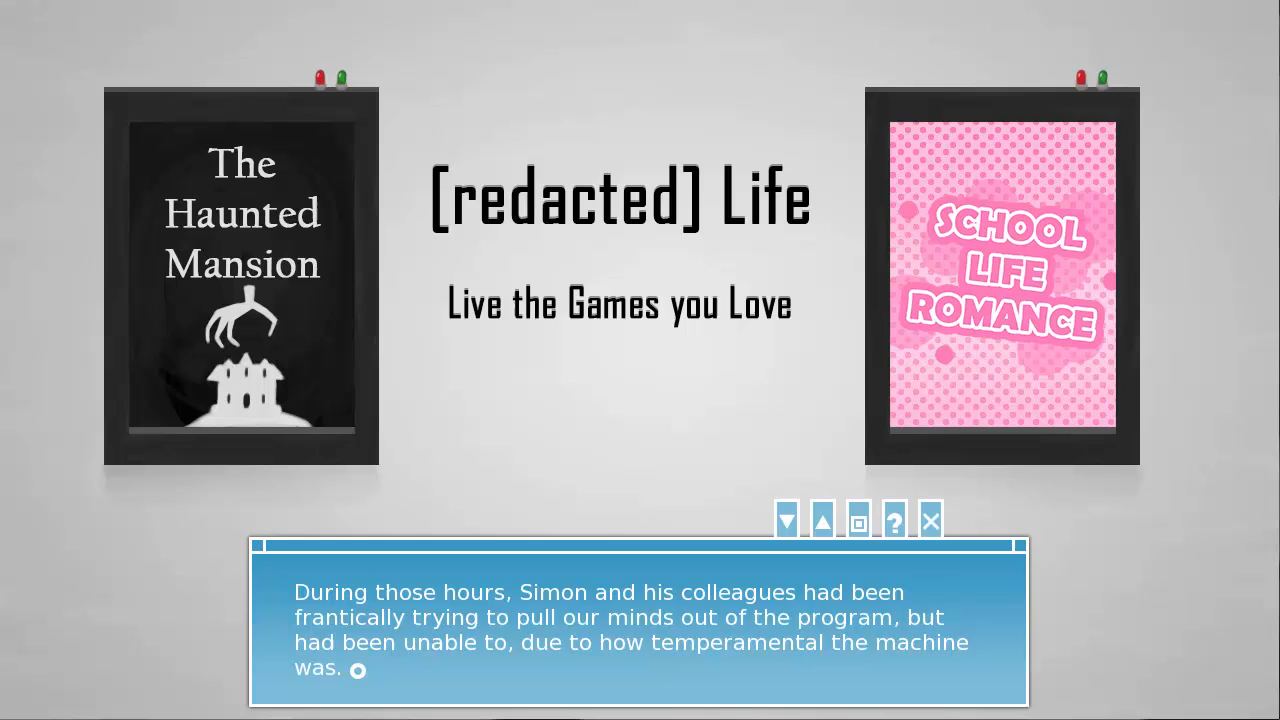 The
Haunted
Mansion
[redacted] Life
Live the Games you Love
SCHOOL
LIFE
ROMANCE
During those hours, Simon and his colleagues had been
frantically trying to pull our minds out of the program, but
had been unable to, due to how temperamental the machine
was.